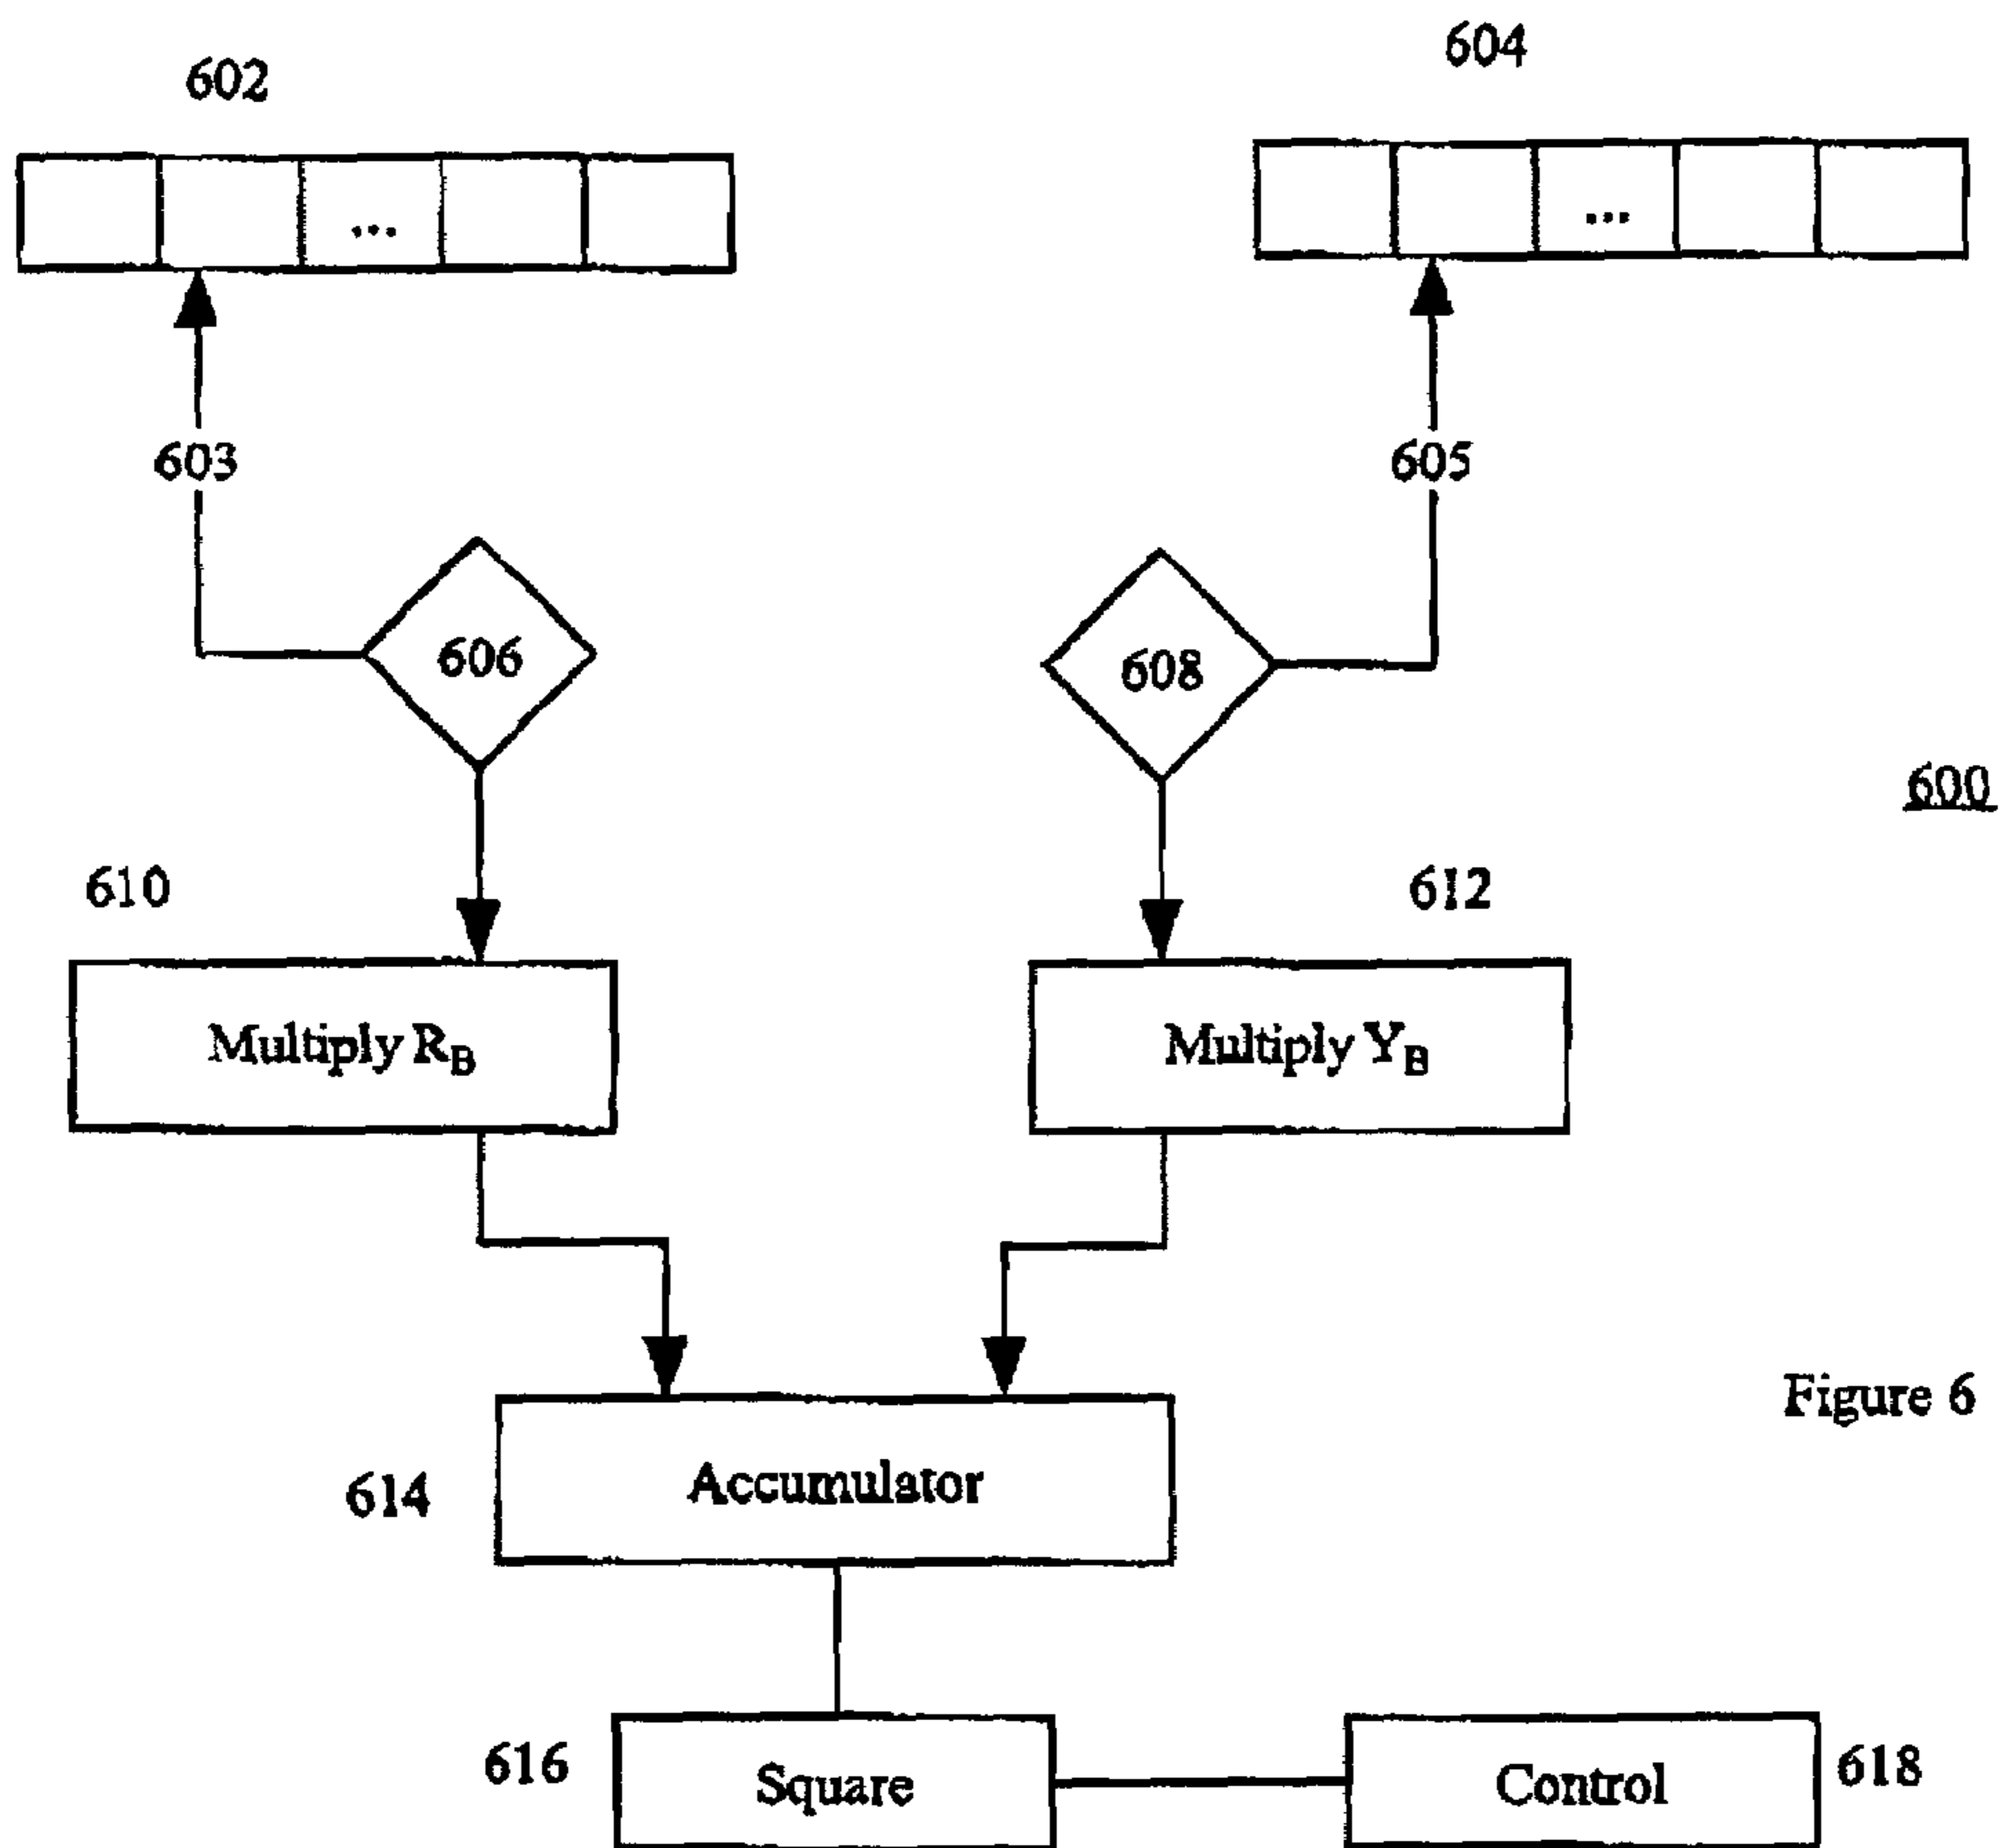 602
604
...
...
603
605
606
608
600
610
612
Multiply R_B
Multiply Y_B
Figure 6
614
Accumulator
616
Square
Control
618